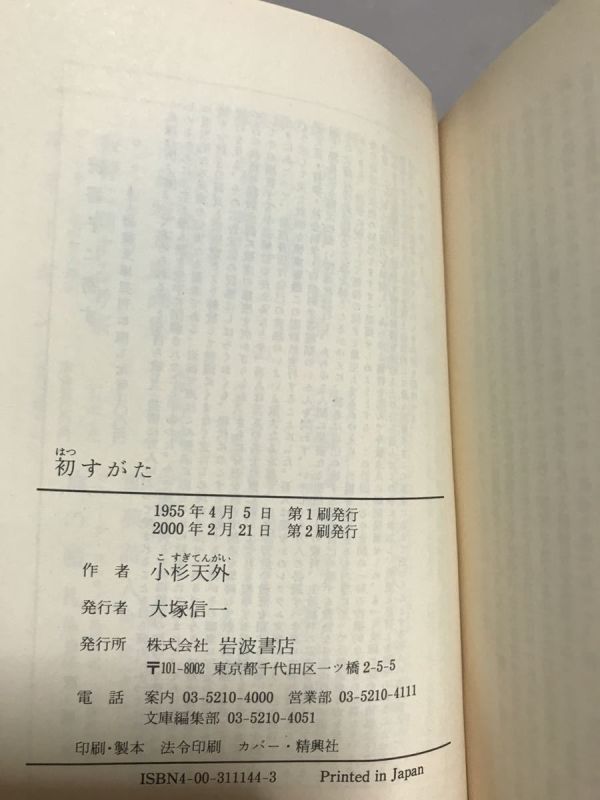 はつ
初すがた
1955年4月5日 第1刷発行
2000年2月21日 第2刷発行
こすぎてんがい
作者 小杉天外
発行者 大塚信一
発行所 株式会社 岩波書店
〒101-8002 東京都千代田区一ツ橋2-5-5
電話 案内 03-5210-4000 営業部 03-5210-4111
文庫編集部 03-5210-4051
印刷・製本 法令印刷 カバー・精興社
ISBN4-00-311144-3 Printed in Japan